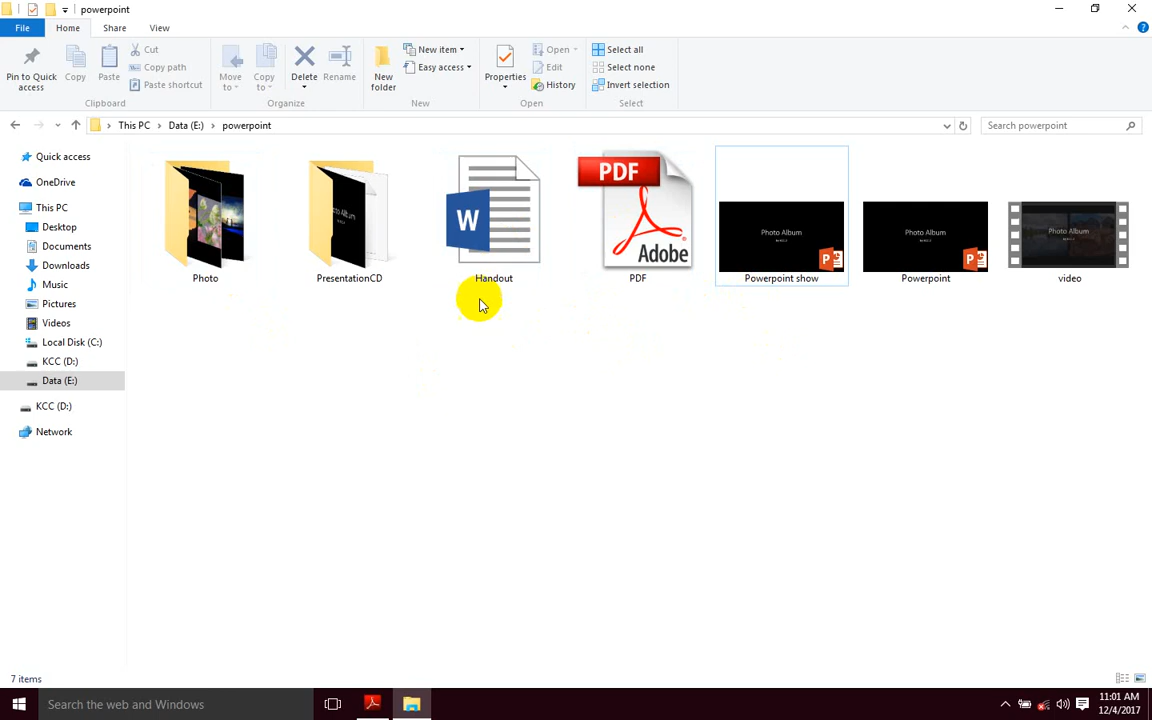 powerpoint
File
Home
Share
View
Pin to Quick access
Copy
Paste
Cut
Copy path
Paste shortcut
Clipboard
Move to
Copy to
Delete
Rename
Organize
New folder
New item
Easy access
New
Properties
Open
Edit
History
Open
Select all
Select none
Invert selection
Select
This PC > Data (E:) > powerpoint
Search powerpoint
Quick access
OneDrive
This PC
Desktop
Documents
Downloads
Music
Pictures
Videos
Local Disk (C:)
KCC (D:)
Data (E:)
KCC (D:)
Network
Photo
PresentationCD
Photo Album
W
Handout
PDF
Adobe
PDF
Photo Album
P
Powerpoint show
Photo Album
P
Powerpoint
Photo Album
video
7 items
Search the web and Windows
11:01 AM
12/4/2017